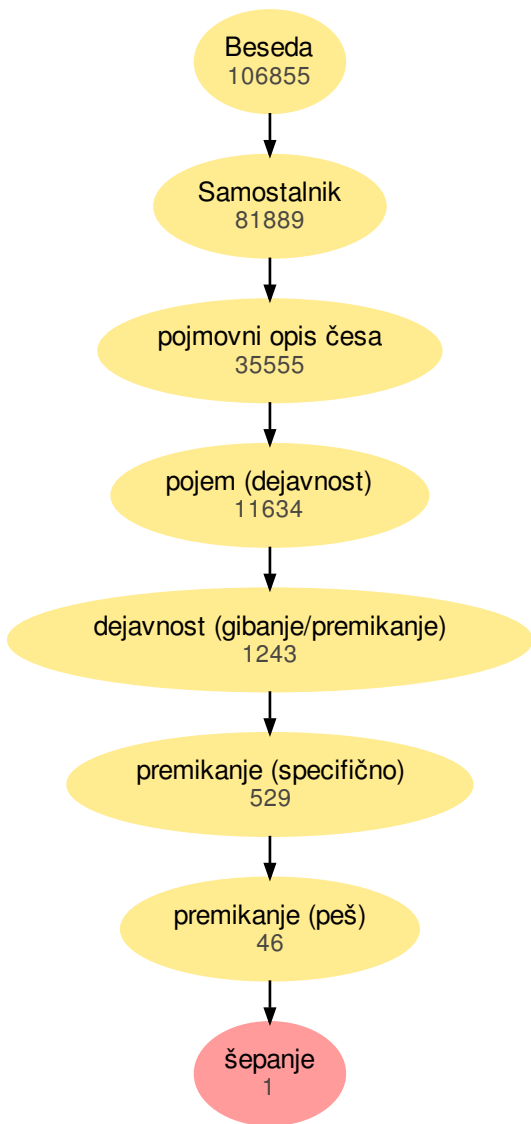 Beseda
106855
Samostalnik
81889
pojmovni opis česa
35555
pojem (dejavnost)
11634
dejavnost (gibanje/premikanje)
1243
premikanje (specifično)
529
premikanje (peš)
46
šepanje
1